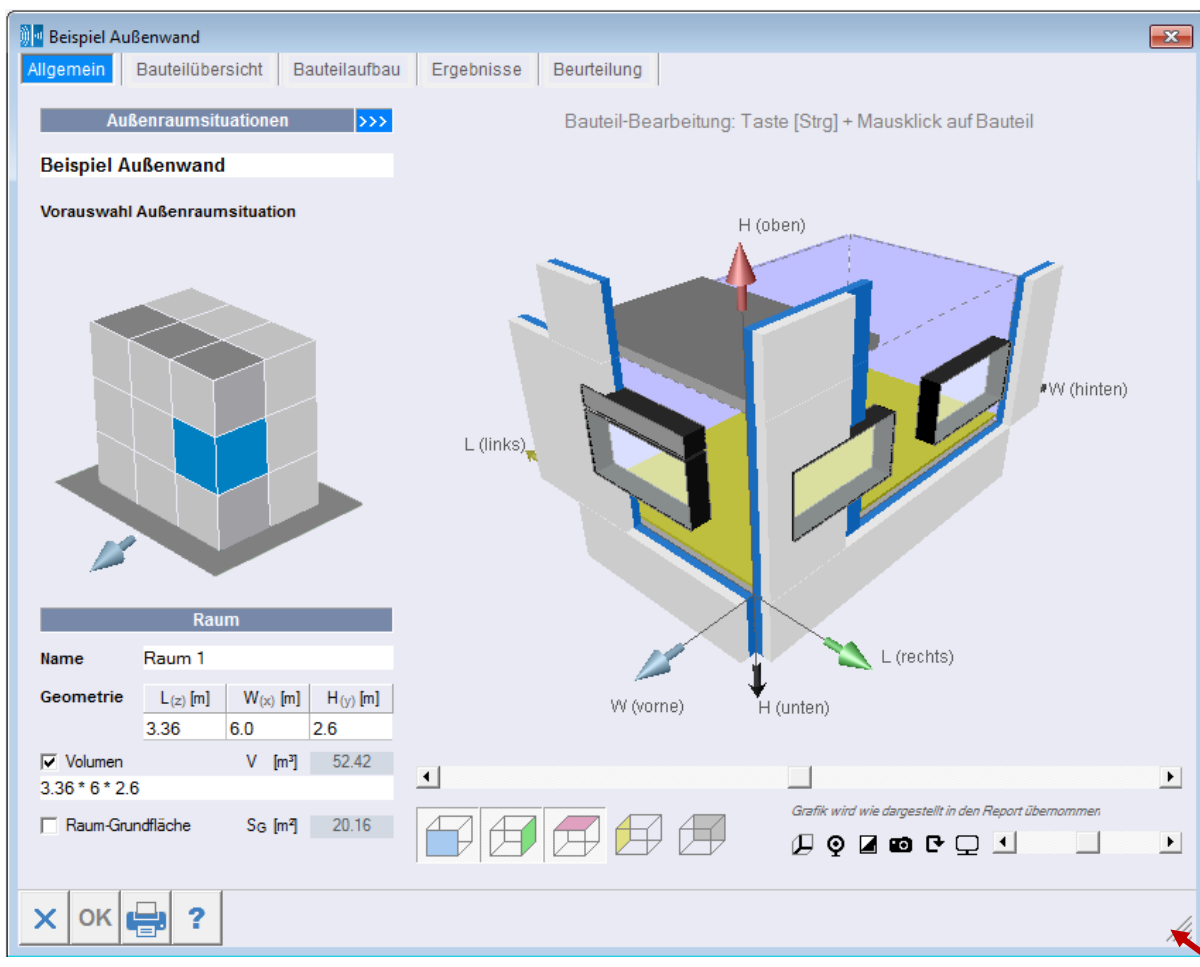 Beispiel Außenwand
Allgemein Bauteilübersicht Bauteilaufbau Ergebnisse Beurteilung
Außenraumsituationen >>>
Bauteil-Bearbeitung: Taste [Strg] + Mausklick auf Bauteil
Beispiel Außenwand
Vorauswahl Außenraumsituation
H (oben)
W (hinten)
L (links)
L (rechts)
W (vorne)
H (unten)
Raum
Name Raum 1
Geometrie L(z) [m] W(x) [m] H(y) [m]
3.36 6.0 2.6
Volumen V [m³] 52.42
3.36 * 6 * 2.6
Raum-Grundfläche SG [m²] 20.16
Grafik wird wie dargestellt in den Report übernommen
OK ?